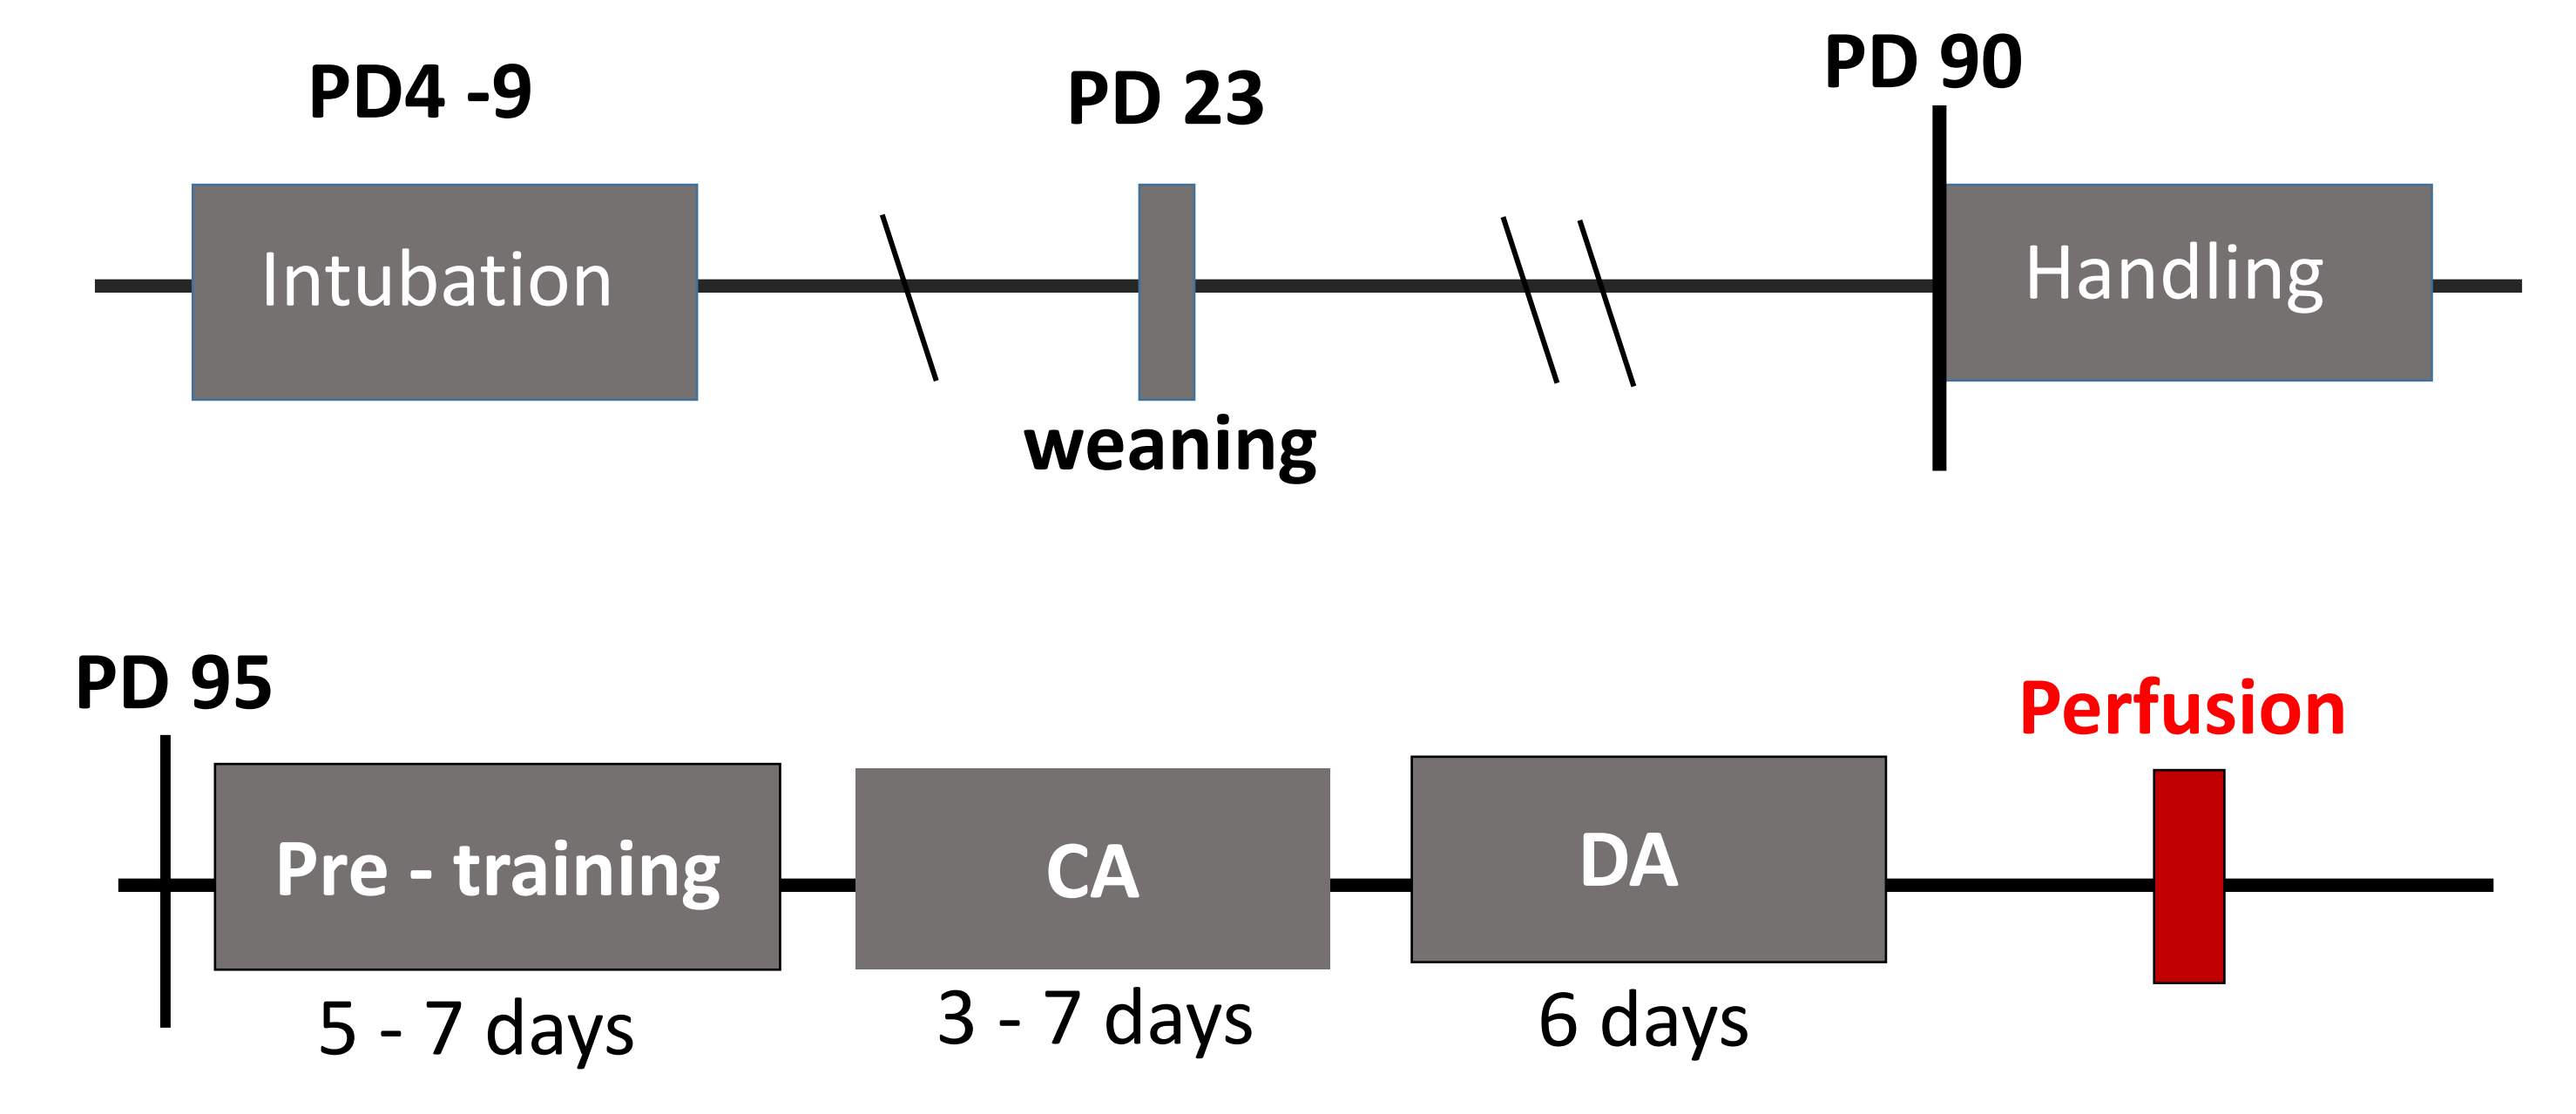 PD4 -9
PD 23
PD 90
Intubation
Handling
weaning
PD 95
Perfusion
Pre - training
CA
DA
5 - 7 days
3 - 7 days
6 days